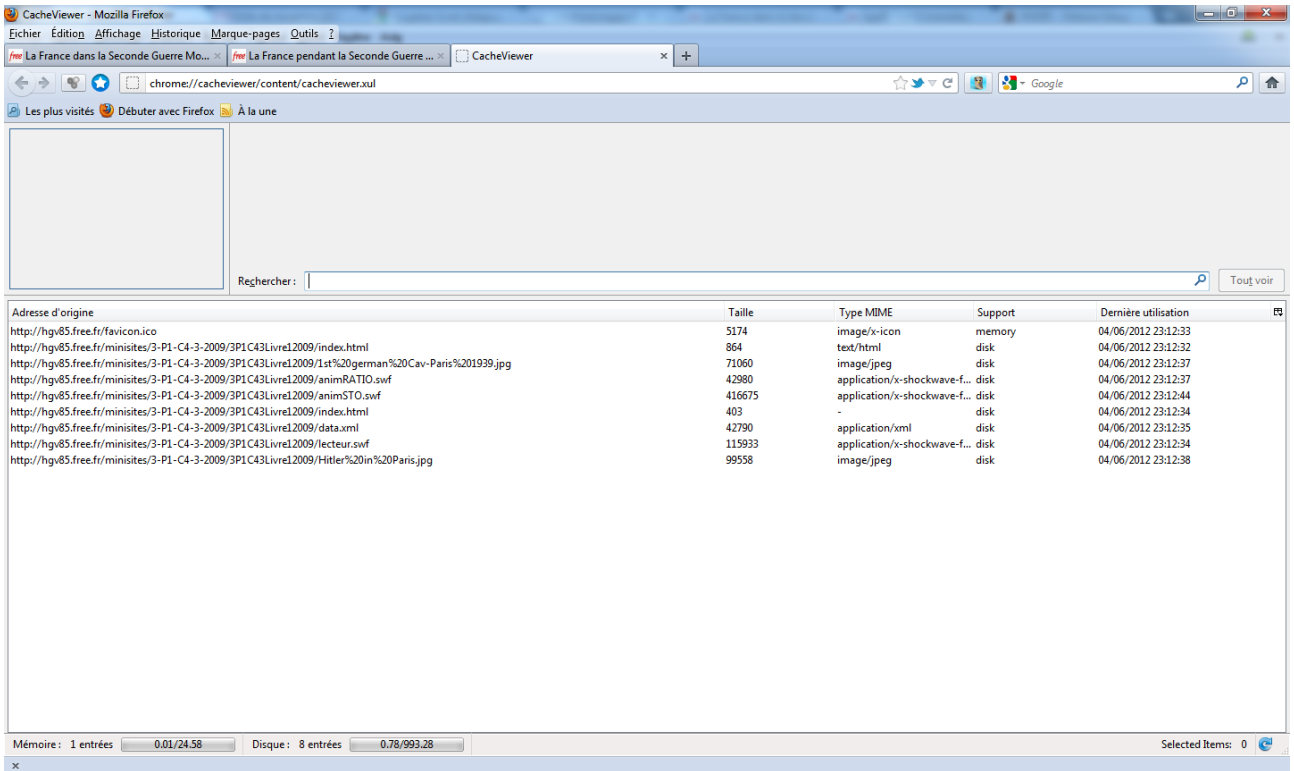 CacheViewer - Mozilla Firefox
Fichier Édition Affichage Historique Marque-pages Outils ?
free La France dans la Seconde Guerre Mo... × free La France pendant la Seconde Guerre ... × CacheViewer × +
chrome://cacheviewer/content/cacheviewer.xul Google
Les plus visités Débuter avec Firefox À la une
Rechercher : Tout voir
Adresse d'origine Taille Type MIME Support Dernière utilisation
http://hgv85.free.fr/favicon.ico 5174 image/x-icon memory 04/06/2012 23:12:33
http://hgv85.free.fr/minisites/3-P1-C4-3-2009/3P1C43Livre12009/index.html 864 text/html disk 04/06/2012 23:12:32
http://hgv85.free.fr/minisites/3-P1-C4-3-2009/3P1C43Livre12009/1st%20german%20Cav-Paris%201939.jpg 71060 image/jpeg disk 04/06/2012 23:12:37
http://hgv85.free.fr/minisites/3-P1-C4-3-2009/3P1C43Livre12009/animRATIO.swf 42980 application/x-shockwave-f... disk 04/06/2012 23:12:37
http://hgv85.free.fr/minisites/3-P1-C4-3-2009/3P1C43Livre12009/animSTO.swf 416675 application/x-shockwave-f... disk 04/06/2012 23:12:44
http://hgv85.free.fr/minisites/3-P1-C4-3-2009/3P1C43Livre12009/index.html 403 - disk 04/06/2012 23:12:34
http://hgv85.free.fr/minisites/3-P1-C4-3-2009/3P1C43Livre12009/data.xml 42790 application/xml disk 04/06/2012 23:12:35
http://hgv85.free.fr/minisites/3-P1-C4-3-2009/3P1C43Livre12009/lecteur.swf 115933 application/x-shockwave-f... disk 04/06/2012 23:12:34
http://hgv85.free.fr/minisites/3-P1-C4-3-2009/3P1C43Livre12009/Hitler%20in%20Paris.jpg 99558 image/jpeg disk 04/06/2012 23:12:38
Mémoire : 1 entrées 0.01/24.58 Disque : 8 entrées 0.78/993.28 Selected Items: 0
×